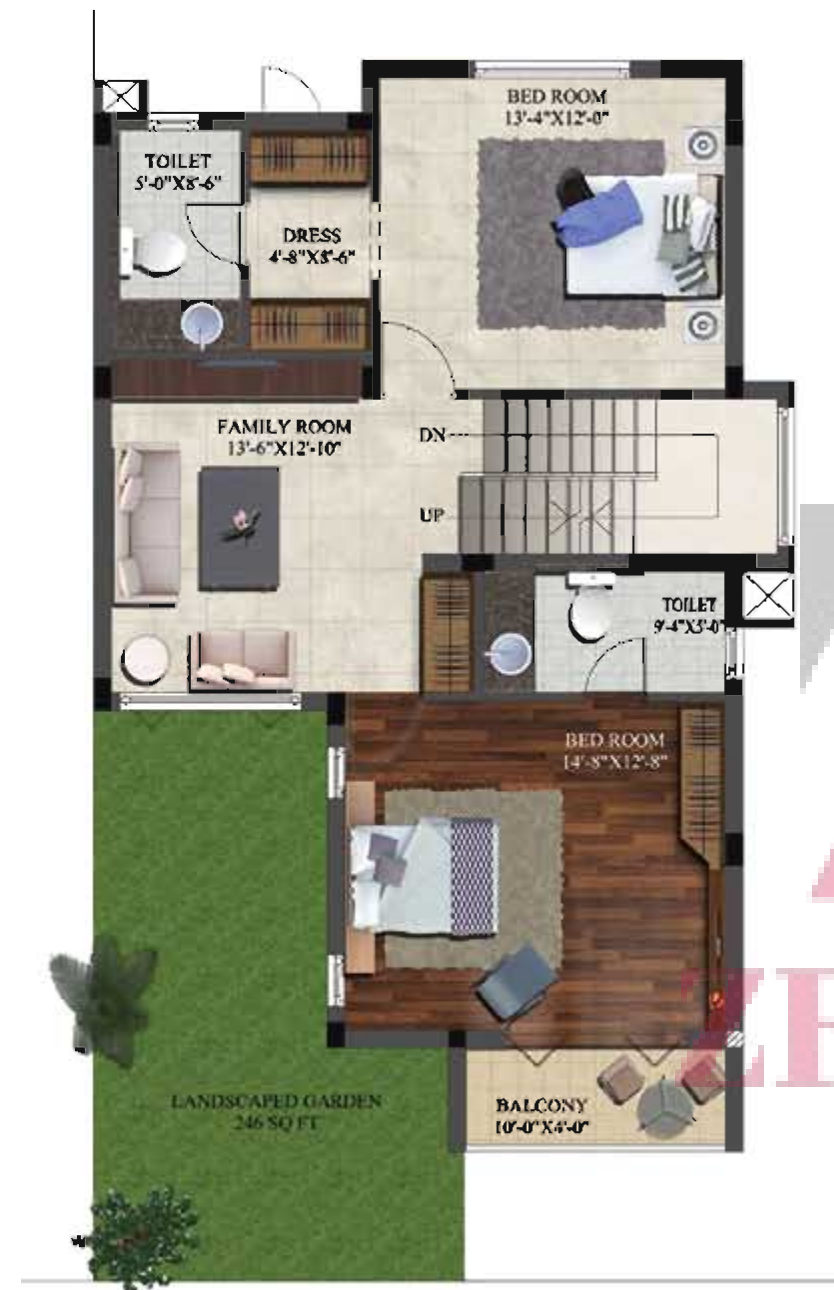 BED ROOM
13'-4"X12'-0"
TOILET
5'-0"X8'-6"
DRESS
4'-8"X8'-6"
FAMILY ROOM
13'-6"X12'-10"
DN
UP
TOILET
9'-4"X5'-0"
BED ROOM
14'-8"X12'-8"
LANDSCAPED GARDEN
246 SQ FT
BALCONY
10'-0"X4'-0"